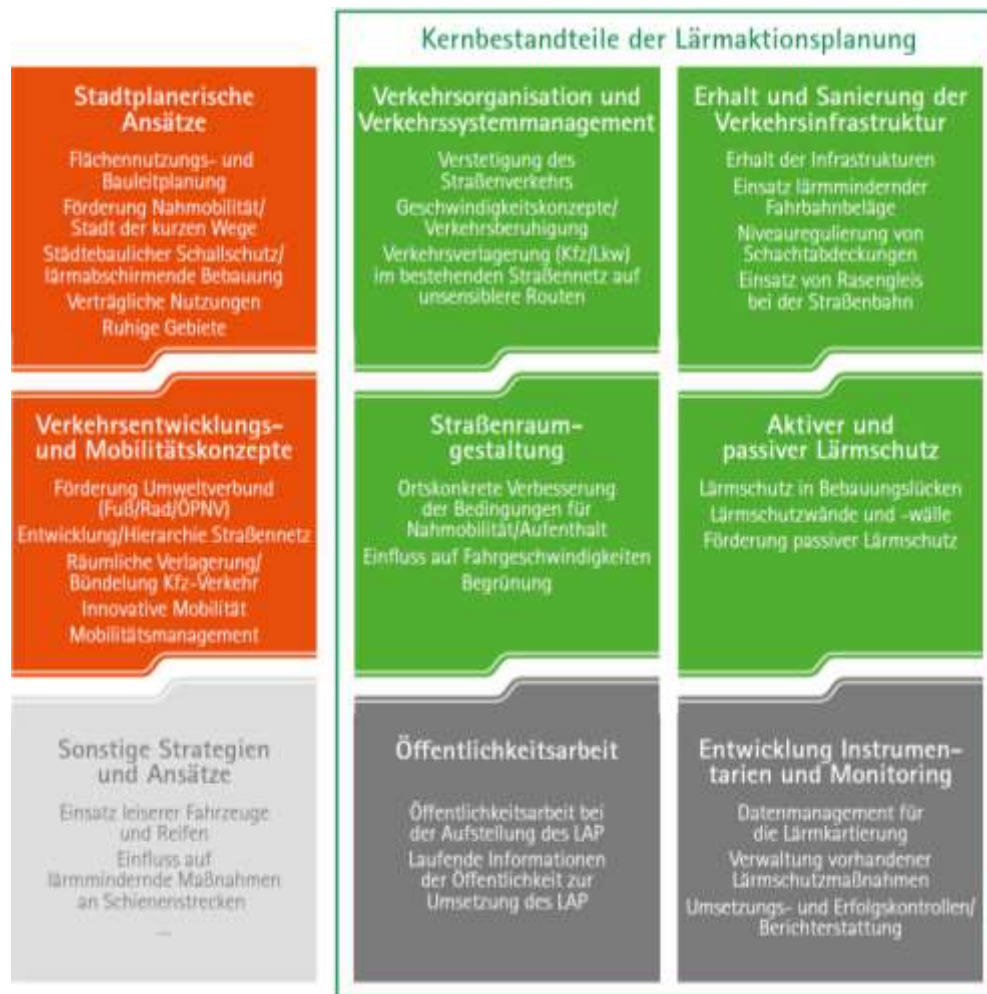 Kernbestandteile der Lärmaktionsplanung
Stadtplanerische
Ansätze
Flächennutzungs- und
Bauleitplanung
Förderung Nahmobilität/
Stadt der kurzen Wege
Städtebaulicher Schallschutz/
lärmabschirmende Bebauung
Verträgliche Nutzungen
Ruhige Gebiete
Verkehrsorganisation und
Verkehrssystemmanagement
Verstetigung des
Straßenverkehrs
Geschwindigkeitskonzepte/
Verkehrsberuhigung
Verkehrsverlagerung (Kfz/Lkw)
im bestehenden Straßennetz auf
unsensiblere Routen
Erhalt und Sanierung der
Verkehrsinfrastruktur
Erhalt der Infrastrukturen
Einsatz lärmmindernder
Fahrbahnbeläge
Niveauregulierung von
Schachtabdeckungen
Einsatz von Rasengleis
bei der Straßenbahn
Verkehrsentwicklungs-
und Mobilitätskonzepte
Förderung Umweltverbund
(Fuß/Rad/ÖPNV)
Entwicklung/Hierarchie Straßennetz
Räumliche Verlagerung/
Bündelung Kfz-Verkehr
Innovative Mobilität
Mobilitätsmanagement
Straßenraum-
gestaltung
Ortskonkrete Verbesserung
der Bedingungen für
Nahmobilität/Aufenthalt
Einfluss auf Fahrgeschwindigkeiten
Begrünung
Aktiver und
passiver Lärmschutz
Lärmschutz in Bebauungslücken
Lärmschutzwände und -wälle
Förderung passiver Lärmschutz
Sonstige Strategien
und Ansätze
Einsatz leiserer Fahrzeuge
und Reifen
Einfluss auf
lärmmindernde Maßnahmen
an Schienenstrecken
...
Öffentlichkeitsarbeit
Öffentlichkeitsarbeit bei
der Aufstellung des LAP
Laufende Informationen
der Öffentlichkeit zur
Umsetzung des LAP
Entwicklung Instrumen-
tarien und Monitoring
Datenmanagement für
die Lärmkartierung
Verwaltung vorhandener
Lärmschutzmaßnahmen
Umsetzungs- und Erfolgskontrollen/
Berichterstattung